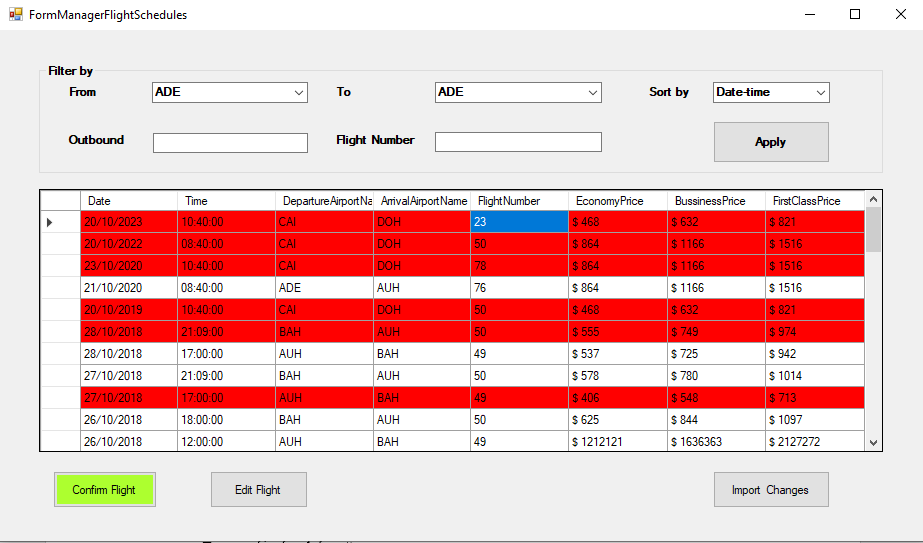 FormManagerFlightSchedules
Filter by
From ADE To ADE Sort by Date-time
Outbound Flight Number Apply
Date Time DepartureAirportNa ArrivalAirportName FlightNumber EconomyPrice BussinessPrice FirstClassPrice
20/10/2023 10:40:00 CAI DOH 23 $ 468 $ 632 $ 821
20/10/2022 08:40:00 CAI DOH 50 $ 864 $ 1166 $ 1516
23/10/2020 10:40:00 CAI DOH 78 $ 864 $ 1166 $ 1516
21/10/2020 08:40:00 ADE AUH 76 $ 864 $ 1166 $ 1516
20/10/2019 10:40:00 CAI DOH 50 $ 468 $ 632 $ 821
28/10/2018 21:09:00 BAH AUH 50 $ 555 $ 749 $ 974
28/10/2018 17:00:00 AUH BAH 49 $ 537 $ 725 $ 942
27/10/2018 21:09:00 BAH AUH 50 $ 578 $ 780 $ 1014
27/10/2018 17:00:00 AUH BAH 49 $ 406 $ 548 $ 713
26/10/2018 18:00:00 BAH AUH 50 $ 625 $ 844 $ 1097
26/10/2018 12:00:00 AUH BAH 49 $ 1212121 $ 1636363 $ 2127272
Confirm Flight Edit Flight Import Changes